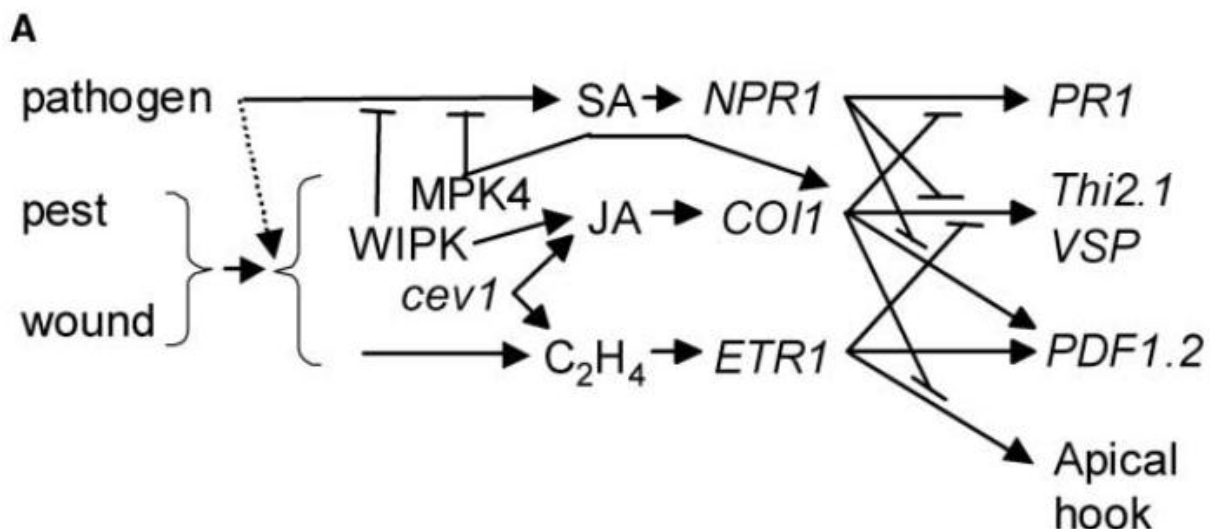 A
pathogen SA NPR1 PR1
MPK4 Thi2.1
pest JA COI1 VSP
WIPK
cev1
wound C₂H₄ ETR1 PDF1.2
Apical
hook